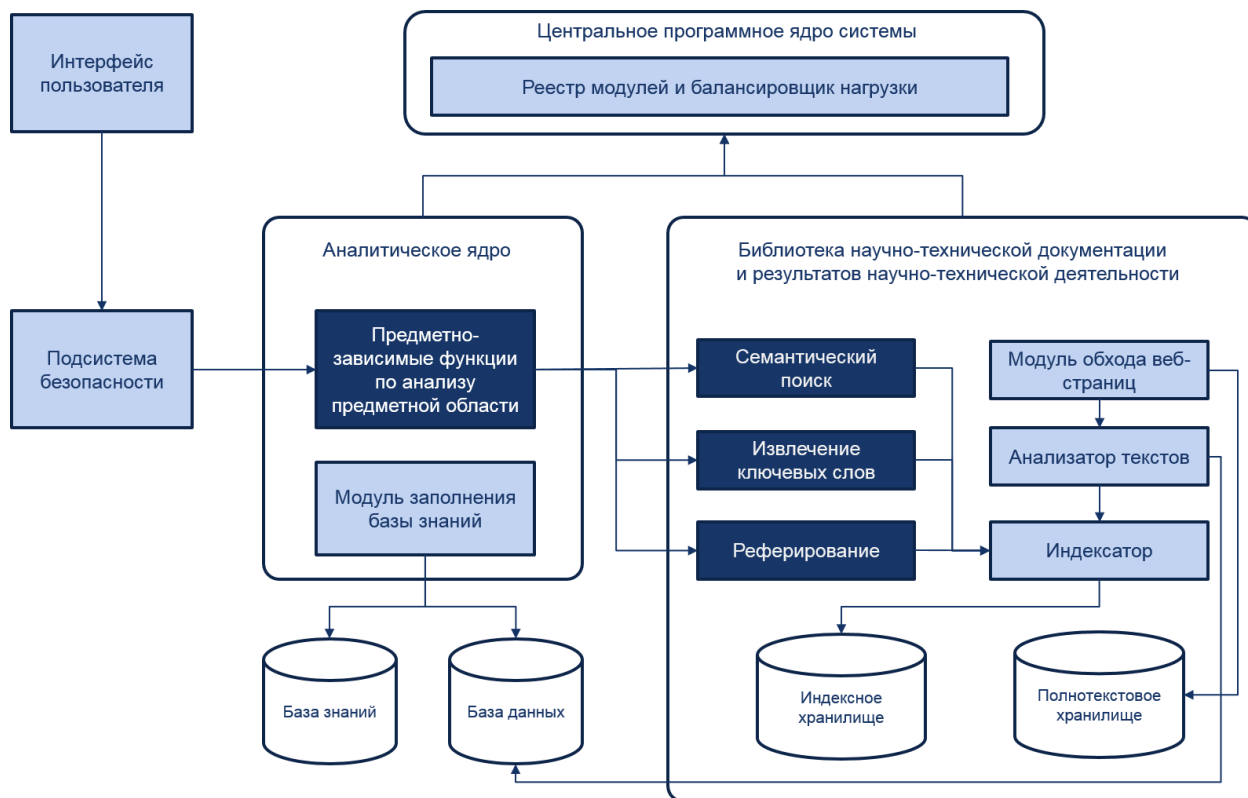 Интерфейс
пользователя
Центральное программное ядро системы
Реестр модулей и балансировщик нагрузки
Аналитическое ядро
Библиотека научно-технической документации
и результатов научно-технической деятельности
Подсистема
безопасности
Предметно-
зависимые функции
по анализу
предметной области
Модуль заполнения
базы знаний
Семантический
поиск
Извлечение
ключевых слов
Реферирование
Модуль обхода веб-
страниц
Анализатор текстов
Индексатор
База знаний
База данных
Индексное
хранилище
Полнотекстовое
хранилище